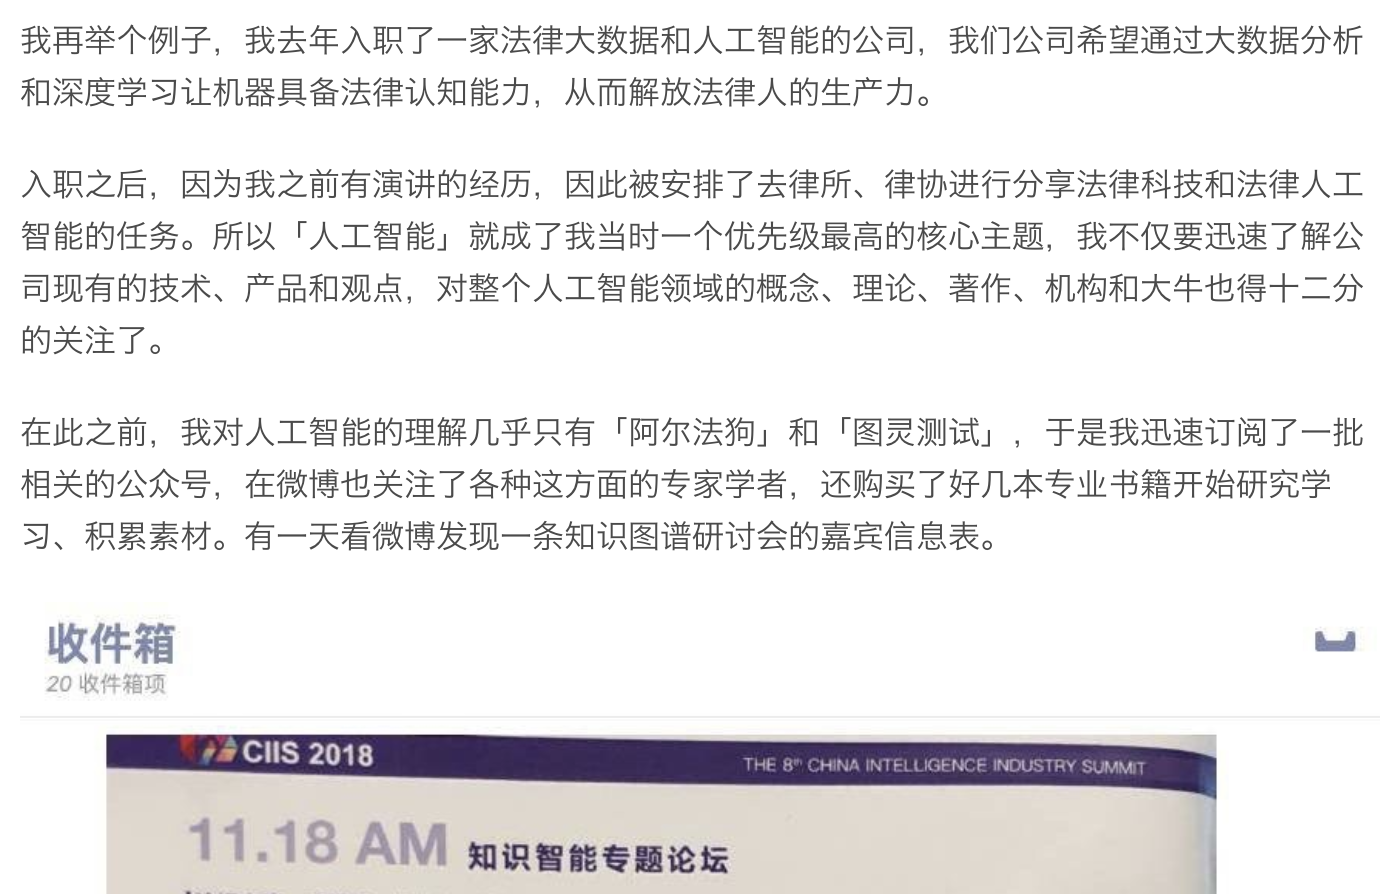 我再举个例子，我去年入职了一家法律大数据和人工智能的公司，我们公司希望通过大数据分析
和深度学习让机器具备法律认知能力，从而解放法律人的生产力。
入职之后，因为我之前有演讲的经历，因此被安排了去律所、律协进行分享法律科技和法律人工
智能的任务。所以「人工智能」就成了我当时一个优先级最高的核心主题，我不仅要迅速了解公
司现有的技术、产品和观点，对整个人工智能领域的概念、理论、著作、机构和大牛也得十二分
的关注了。
在此之前，我对人工智能的理解几乎只有「阿尔法狗」和「图灵测试」，于是我迅速订阅了一批
相关的公众号，在微博也关注了各种这方面的专家学者，还购买了好几本专业书籍开始研究学
习、积累素材。有一天看微博发现一条知识图谱研讨会的嘉宾信息表。
收件箱
20 收件箱项
CIIS 2018
THE 8th CHINA INTELLIGENCE INDUSTRY SUMMIT
11.18 AM 知识智能专题论坛